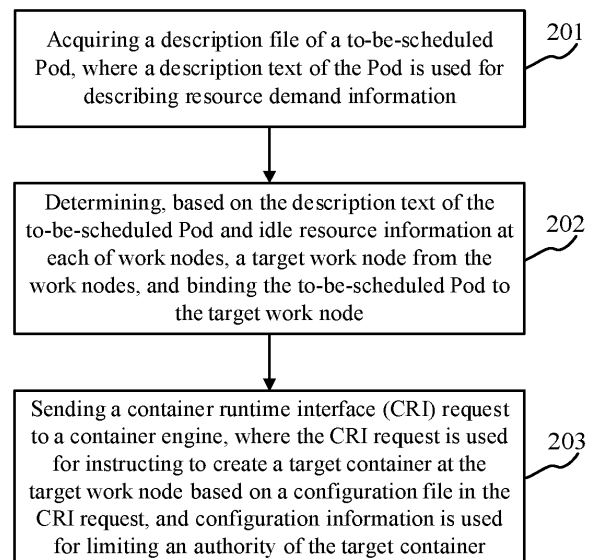 Acquiring a description file of a to-be-scheduled
Pod, where a description text of the Pod is used for
describing resource demand information
201
Determining, based on the description text of the
to-be-scheduled Pod and idle resource information at
each of work nodes, a target work node from the
work nodes, and binding the to-be-scheduled Pod to
the target work node
202
Sending a container runtime interface (CRI) request
to a container engine, where the CRI request is used
for instructing to create a target container at the
target work node based on a configuration file in the
CRI request, and configuration information is used
for limiting an authority of the target container
203